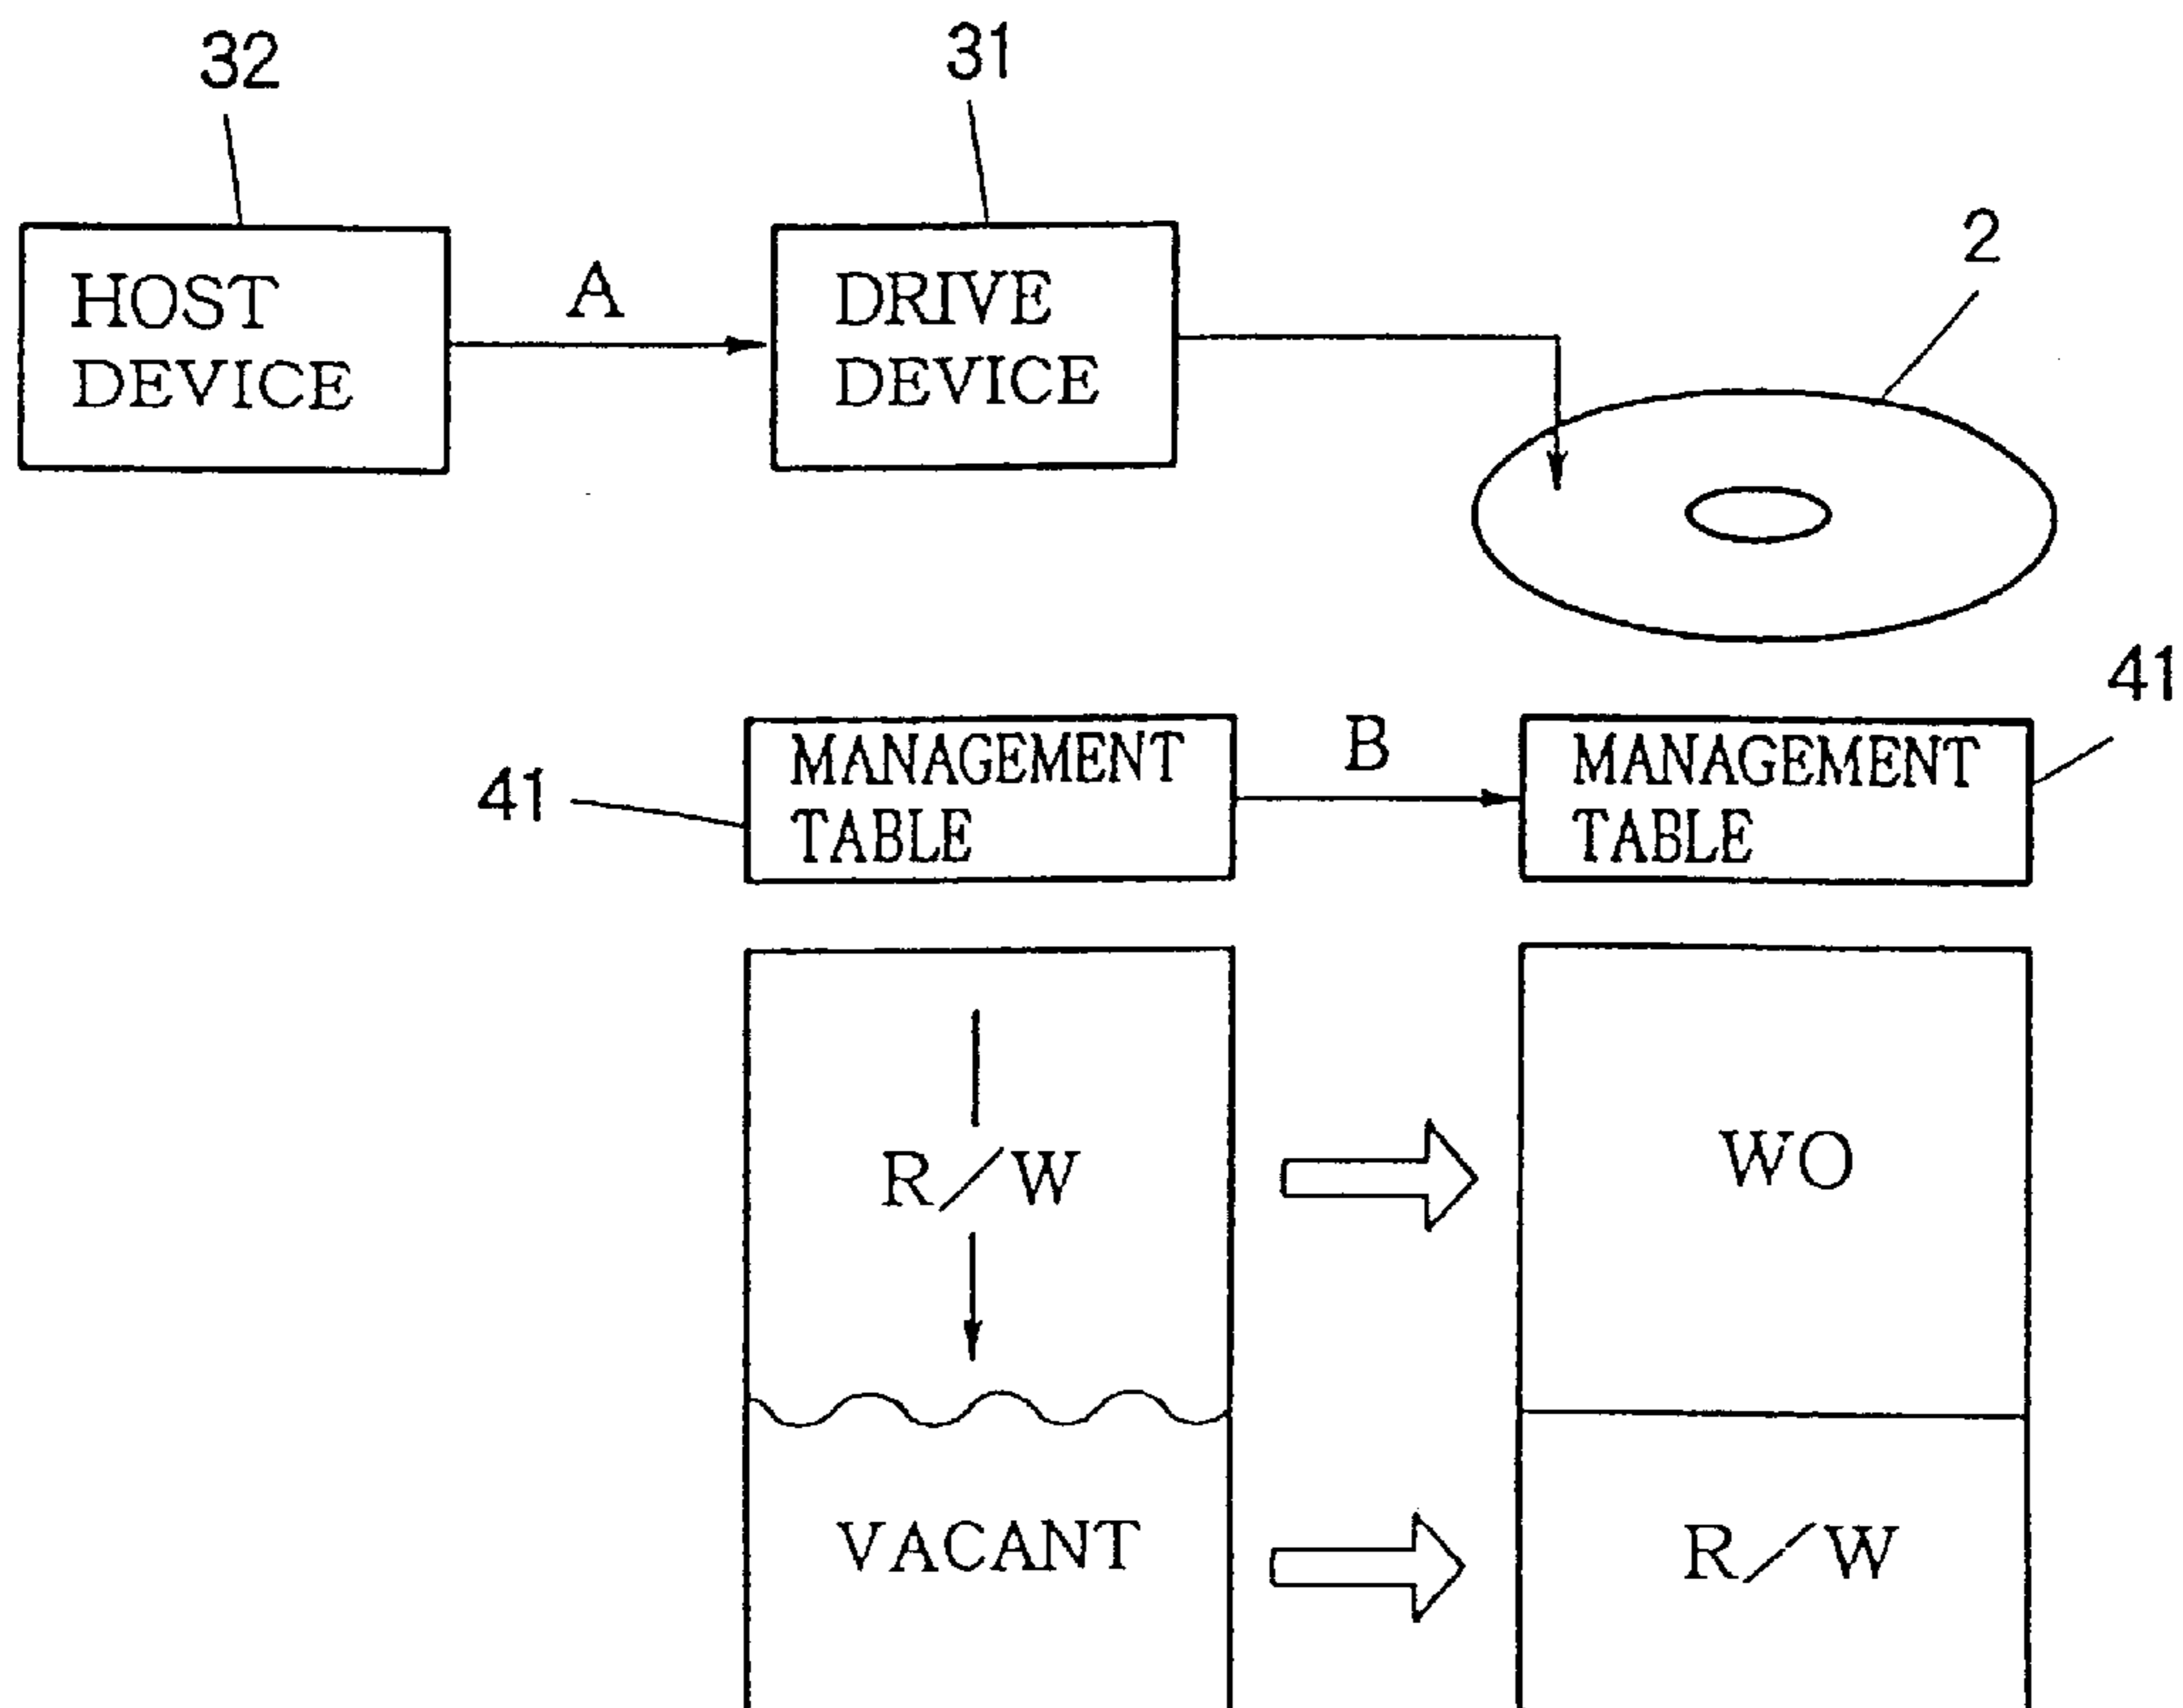 32
31
2
HOST
DEVICE
A
DRIVE
DEVICE
41
MANAGEMENT
TABLE
B
MANAGEMENT
TABLE
41
R/W
WO
VACANT
R/W